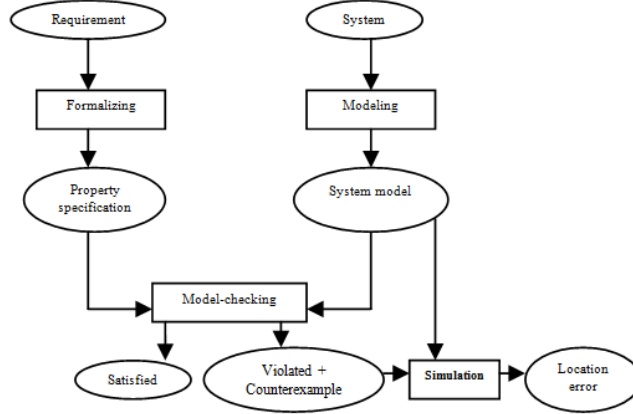 Requirement
System
Formalizing
Modeling
Property
specification
System model
Model-checking
Satisfied
Violated +
Counterexample
Simulation
Location
error